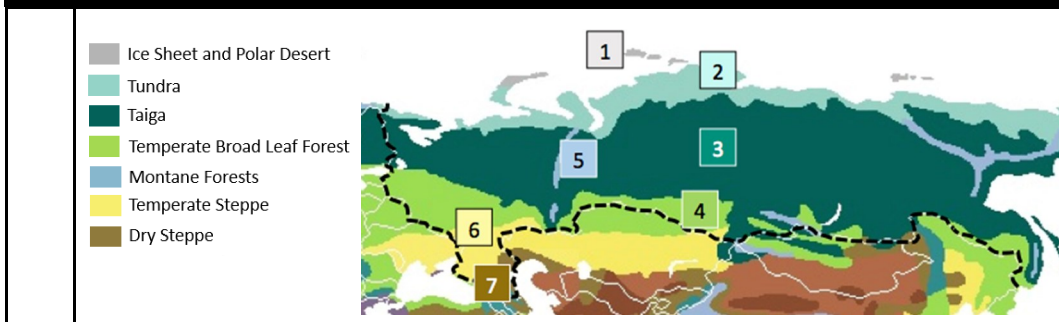 Ice Sheet and Polar Desert
Tundra
Taiga
Temperate Broad Leaf Forest
Montane Forests
Temperate Steppe
Dry Steppe
1
2
3
5
4
6
7